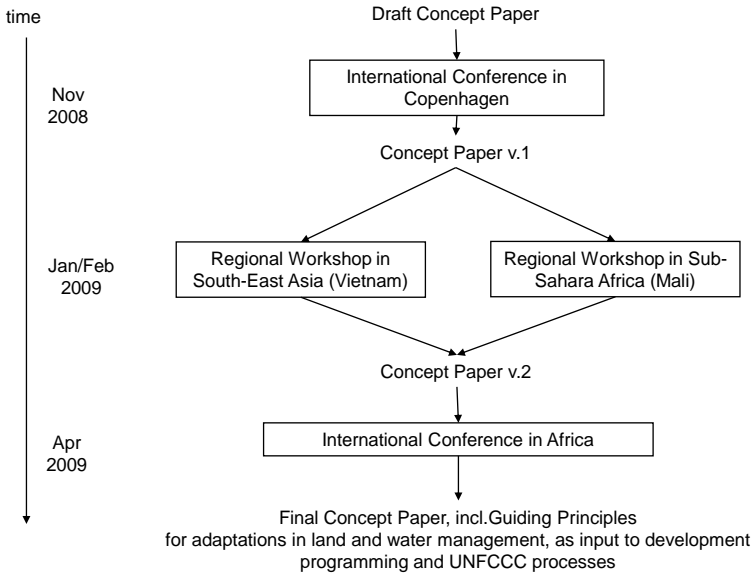 time
Draft Concept Paper
International Conference in
Copenhagen
Nov
2008
Concept Paper v.1
Regional Workshop in
South-East Asia (Vietnam)
Regional Workshop in Sub-
Sahara Africa (Mali)
Jan/Feb
2009
Concept Paper v.2
International Conference in Africa
Apr
2009
Final Concept Paper, incl.Guiding Principles
for adaptations in land and water management, as input to development
programming and UNFCCC processes